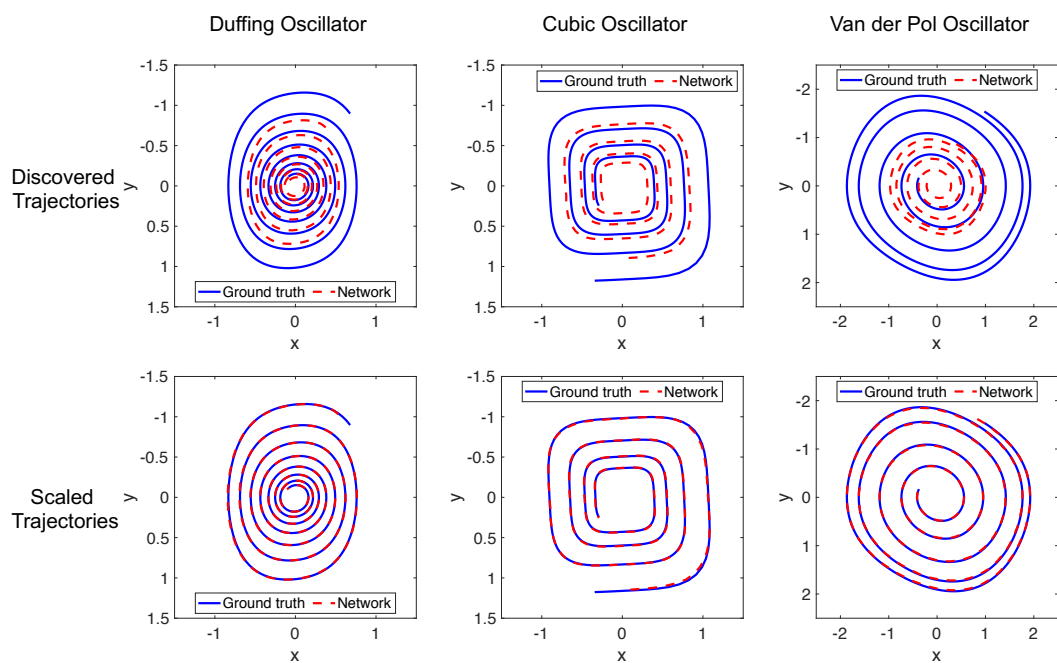 Duffing Oscillator
Cubic Oscillator
Van der Pol Oscillator
Discovered
Trajectories
-1.5
-1
-0.5
0
0.5
1
1.5
y
Ground truth
Network
-1
0
1
x
-1.5
-1
-0.5
0
0.5
1
1.5
y
Ground truth
Network
-1
0
1
x
-2
-1
0
1
2
y
Ground truth
Network
-2
-1
0
1
2
x
Scaled
Trajectories
-1.5
-1
-0.5
0
0.5
1
1.5
y
Ground truth
Network
-1
0
1
x
-1.5
-1
-0.5
0
0.5
1
1.5
y
Ground truth
Network
-1
0
1
x
-2
-1
0
1
2
y
Ground truth
Network
-2
-1
0
1
2
x